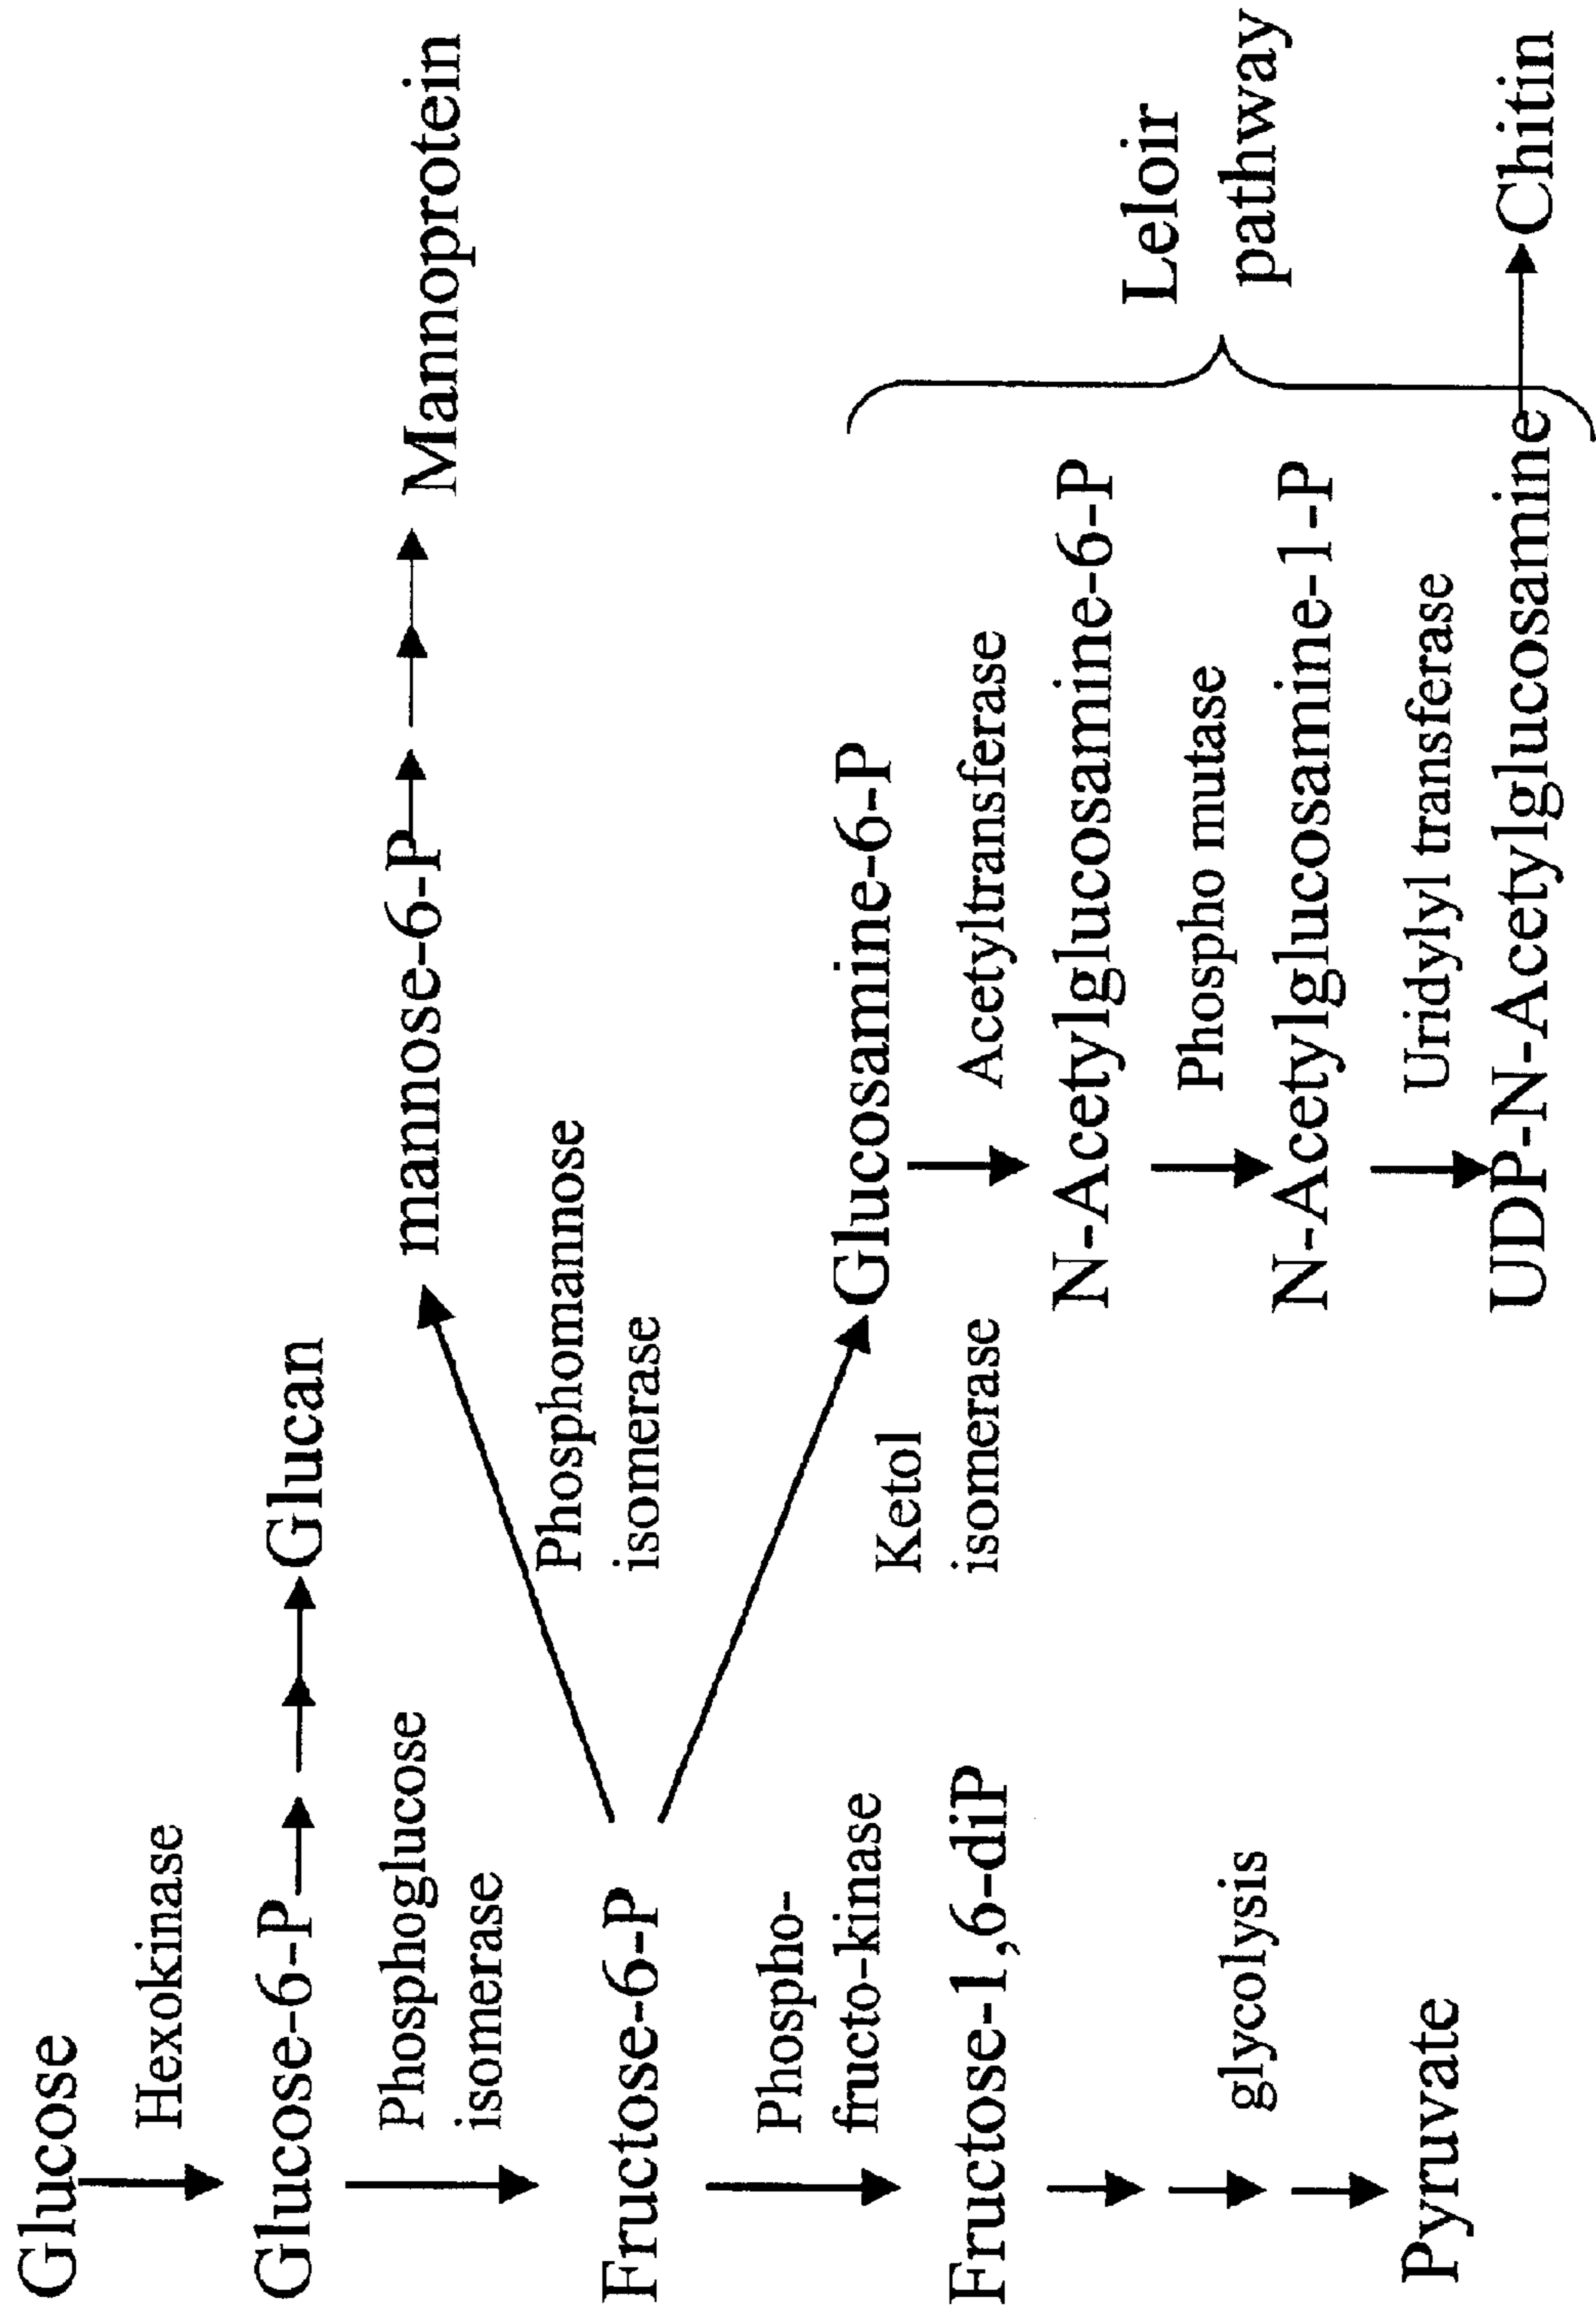 Glucose
Hexokinase
Glucose-6-P
Glucan
Phosphoglucose
isomerase
mannose-6-P
Mannoprotein
Phosphomannose
isomerase
Fructose-6-P
Phospho-
fructo-kinase
Ketol
isomerase
Glucosamine-6-P
Fructose-1,6-diP
Acetyltransferase
N-Acetylglucosamine-6-P
Leloir
pathway
glycolysis
Phospho mutase
N-Acetylglucosamine-1-P
Pyruvate
Uridylyl transferase
UDP-N-Acetylglucosamine
Chitin